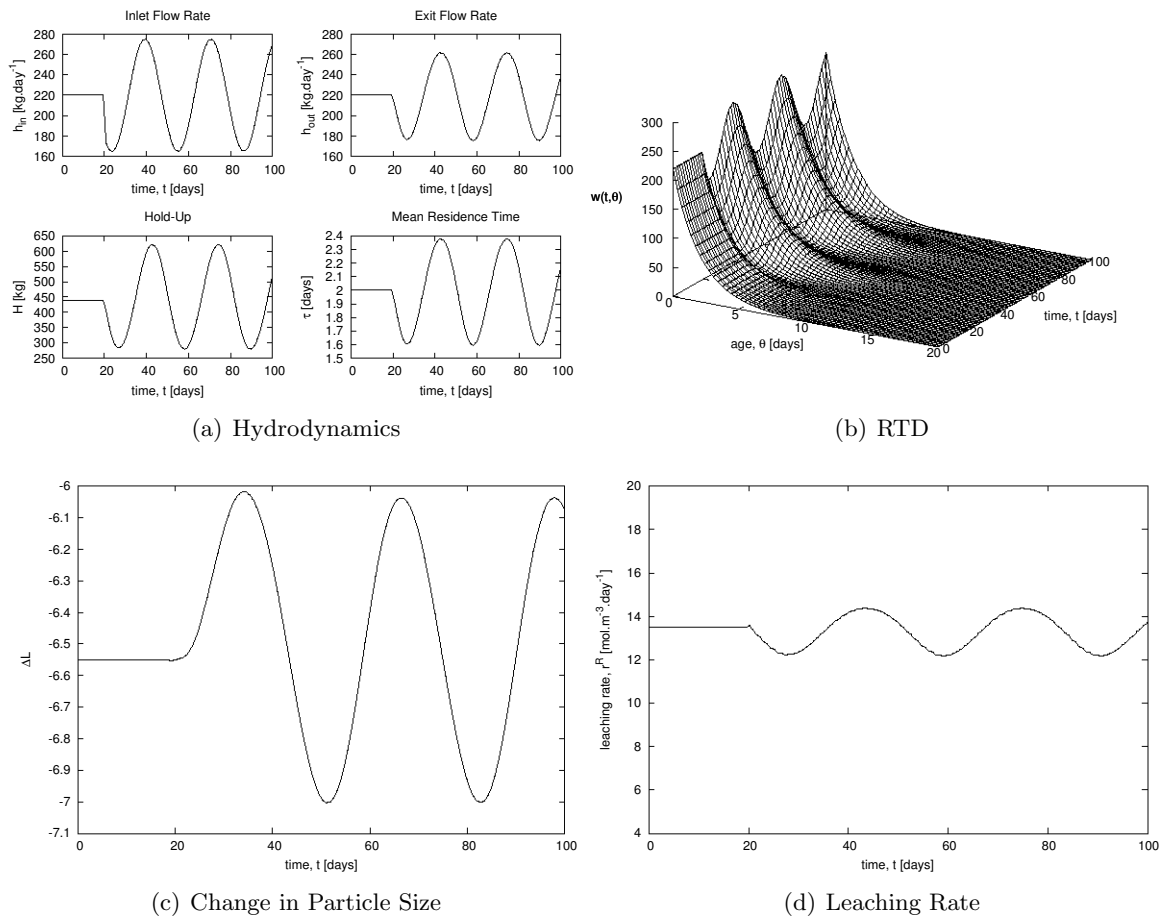 Inlet Flow Rate
h_in [kg.day^-1]
280
260
240
220
200
180
160
0 20 40 60 80 100
time, t [days]
Exit Flow Rate
h_out [kg.day^-1]
280
260
240
220
200
180
160
0 20 40 60 80 100
time, t [days]
Hold-Up
H [kg]
650
600
550
500
450
400
350
300
250
0 20 40 60 80 100
time, t [days]
Mean Residence Time
τ [days]
2.4
2.3
2.2
2.1
2
1.9
1.8
1.7
1.6
1.5
0 20 40 60 80 100
time, t [days]
(a) Hydrodynamics
w(t,θ)
300
250
200
150
100
50
0
0 5 10 15 20
age, θ [days]
0 20 40 60 80 100
time, t [days]
(b) RTD
ΔL
-6
-6.1
-6.2
-6.3
-6.4
-6.5
-6.6
-6.7
-6.8
-6.9
-7
-7.1
0 20 40 60 80 100
time, t [days]
(c) Change in Particle Size
leaching rate, r^R [mol.m^-3.day^-1]
20
18
16
14
12
10
8
6
4
0 20 40 60 80 100
time, t [days]
(d) Leaching Rate